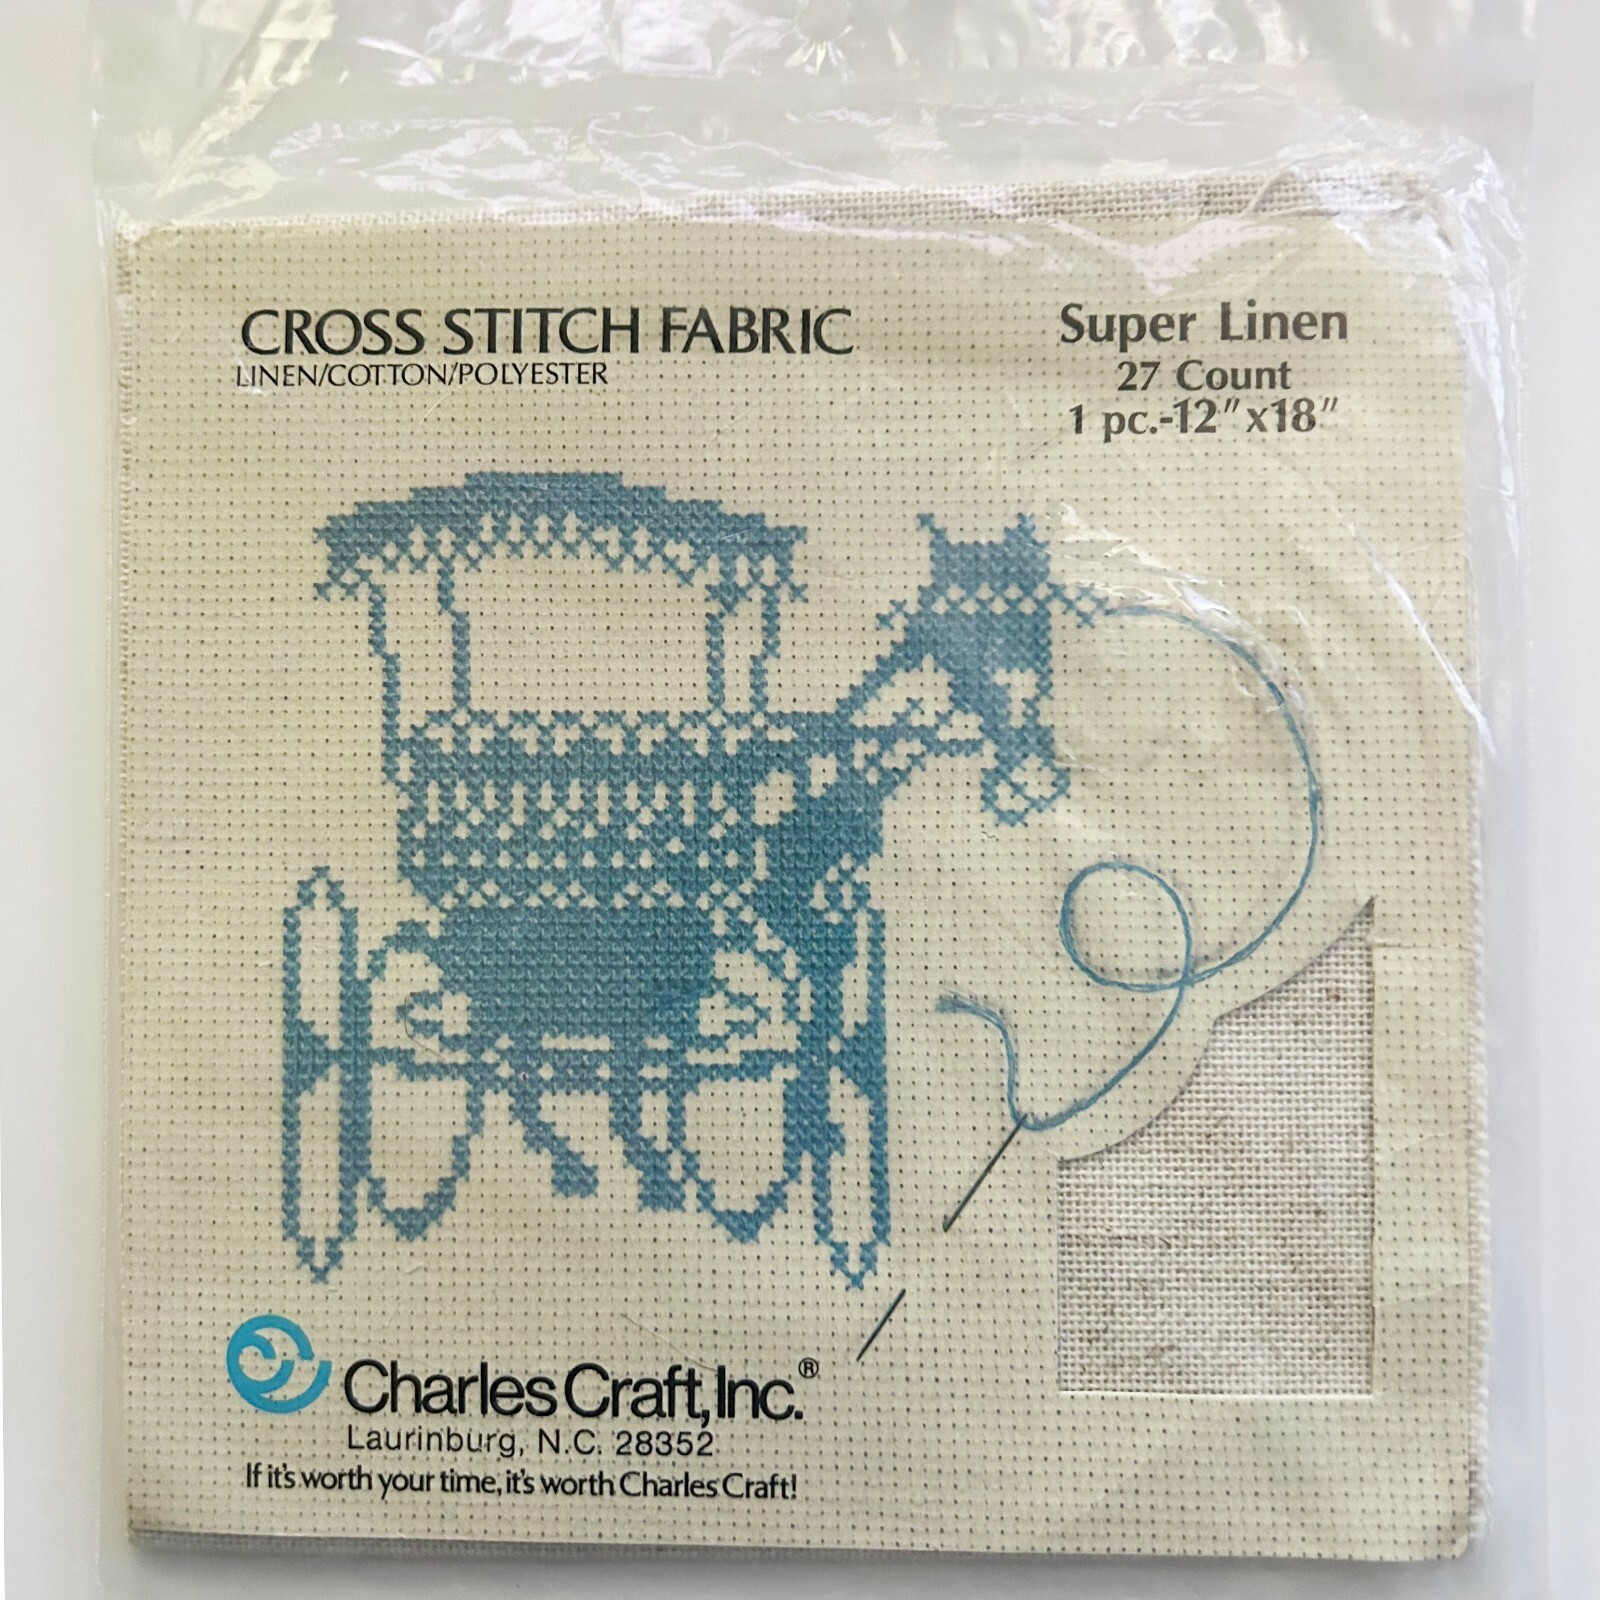 CROSS STITCH FABRIC
LINEN/COTTON/POLYESTER
Super Linen
27 Count
1 pc.-12"x18"
Charles Craft, Inc.®
Laurinburg, N.C. 28352
If it's worth your time, it's worth Charles Craft!